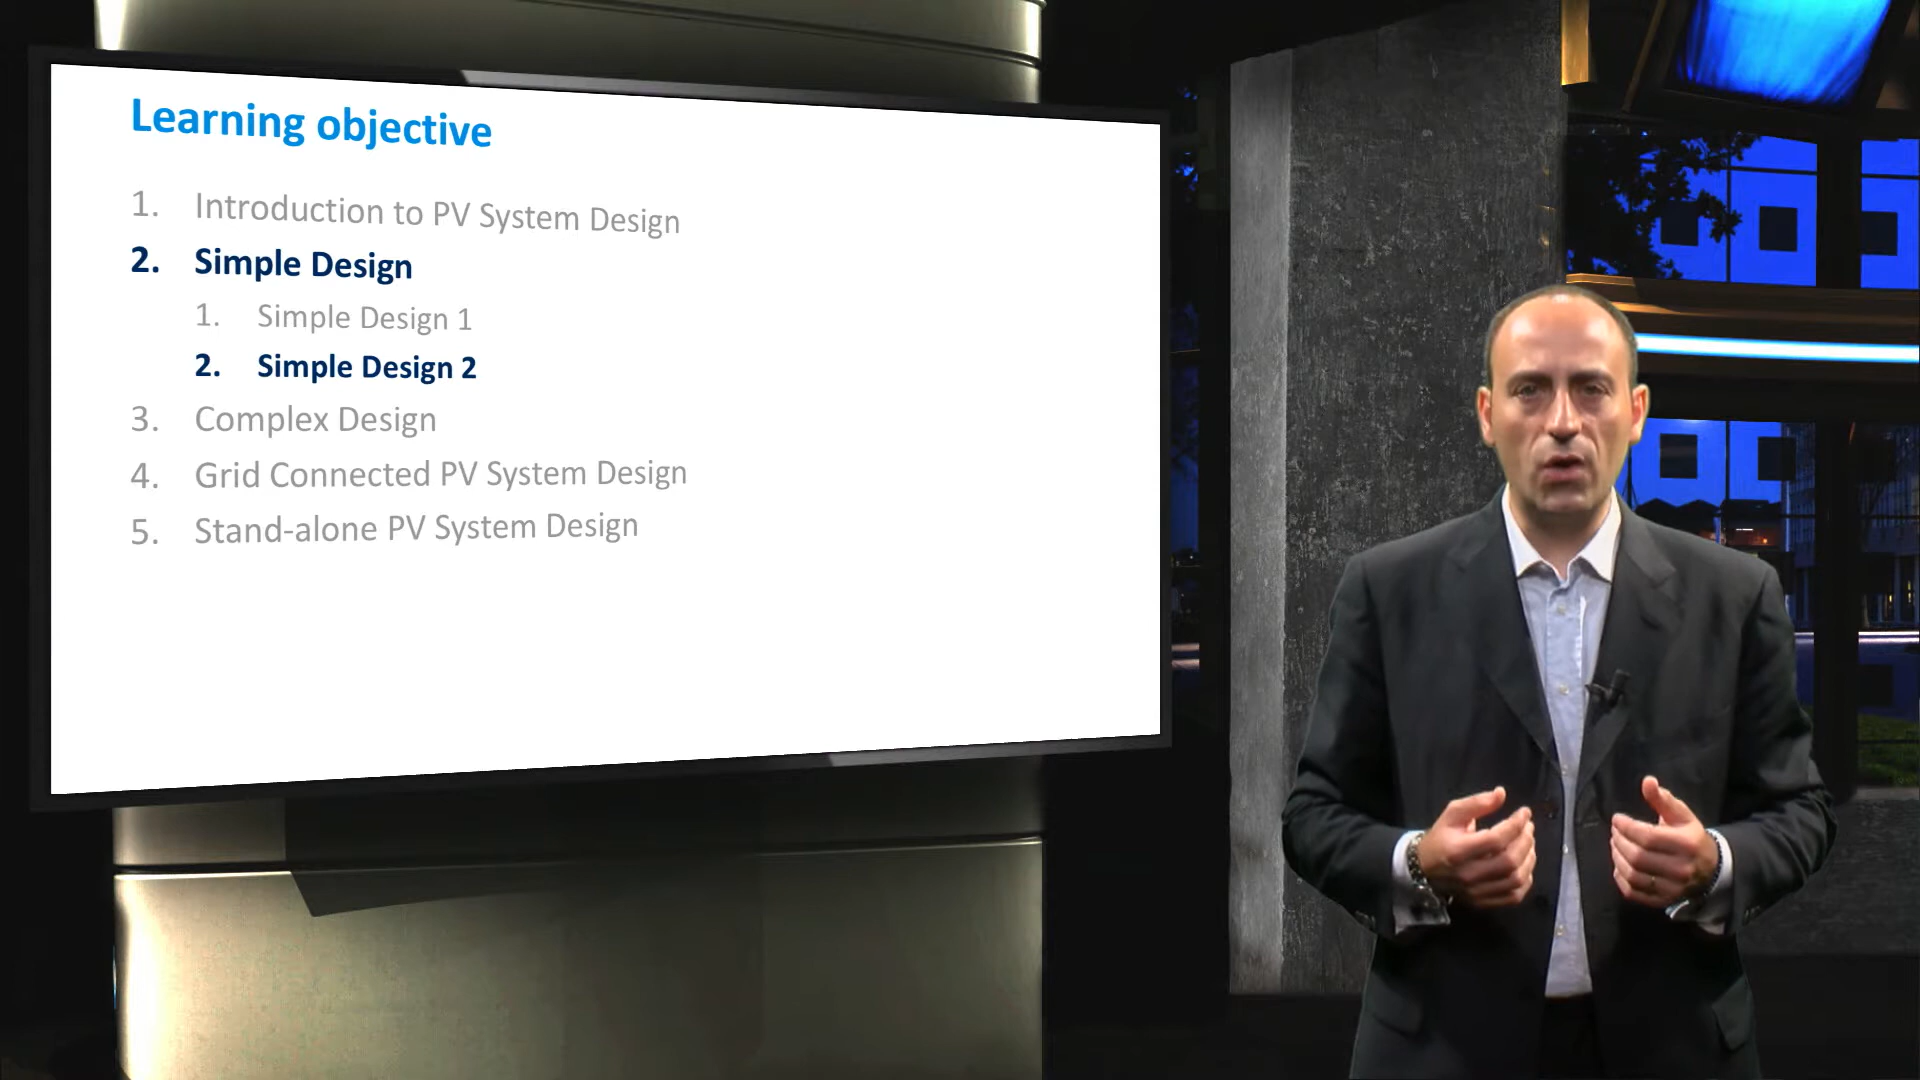 Learning objective
1. Introduction to PV System Design
2. Simple Design
1. Simple Design 1
2. Simple Design 2
3. Complex Design
4. Grid Connected PV System Design
5. Stand-alone PV System Design